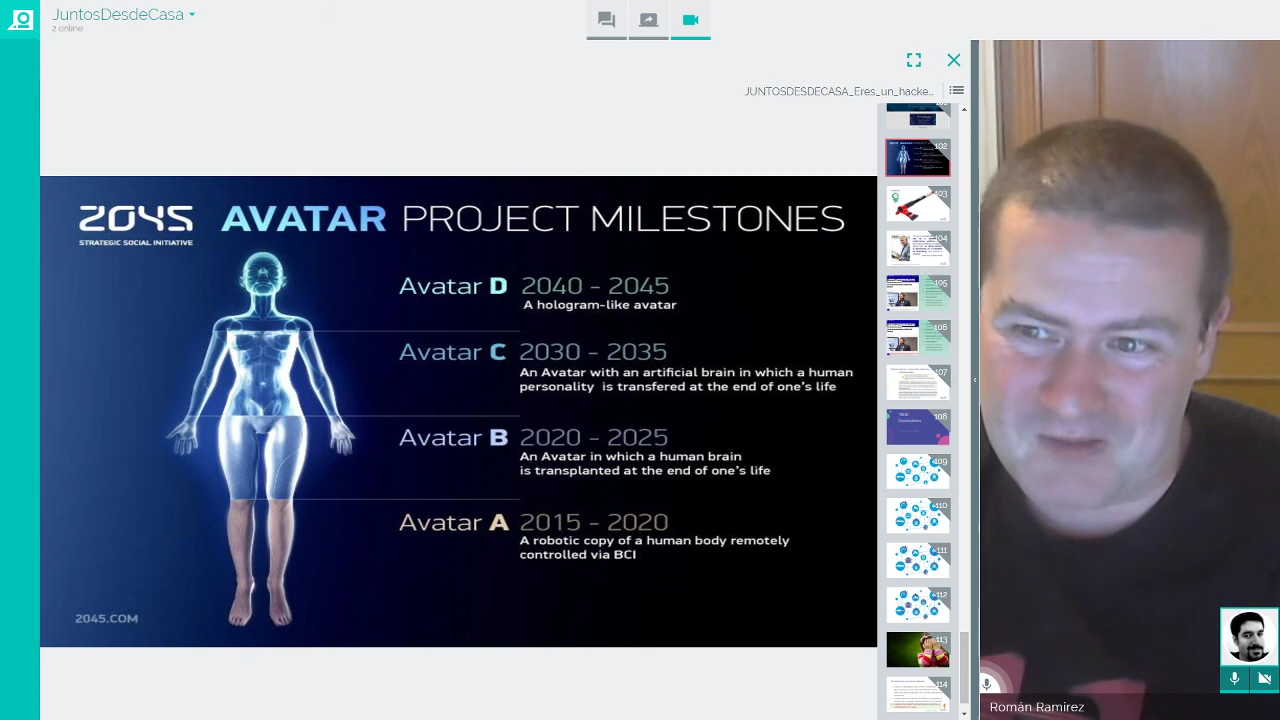 JuntosDesdeCasa
2 online
JUNTOSDESDECASA_Eres_un_hacke...
2045 AVATAR PROJECT MILESTONES
STRATEGIC SOCIAL INITIATIVE
Avatar D 2040 - 2045
A hologram-like avatar
Avatar C 2030 - 2035
An Avatar with an artificial brain in which a human
personality is transfered at the end of one's life
Avatar B 2020 - 2025
An Avatar in which a human brain
is transplanted at the end of one's life
Avatar A 2015 - 2020
A robotic copy of a human body remotely
controlled via BCI
2045.COM
101
102
103
104
105
106
107
108
109
110
111
112
113
114
Román Ramírez